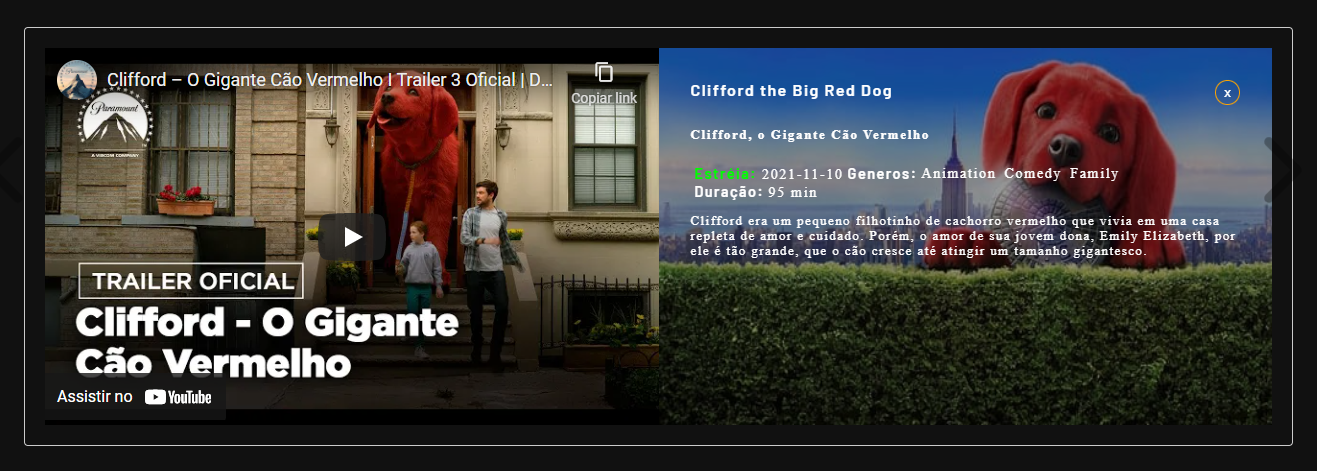 Clifford – O Gigante Cão Vermelho I Trailer 3 Oficial | D...
Copiar link
Paramount
A VIACOM COMPANY
TRAILER OFICIAL
Clifford - O Gigante
Cão Vermelho
Assistir no YouTube
Clifford the Big Red Dog
x
Clifford, o Gigante Cão Vermelho
Estreia: 2021-11-10 Generos: Animation Comedy Family
Duração: 95 min
Clifford era um pequeno filhotinho de cachorro vermelho que vivia em uma casa
repleta de amor e cuidado. Porém, o amor de sua jovem dona, Emily Elizabeth, por
ele é tão grande, que o cão cresce até atingir um tamanho gigantesco.